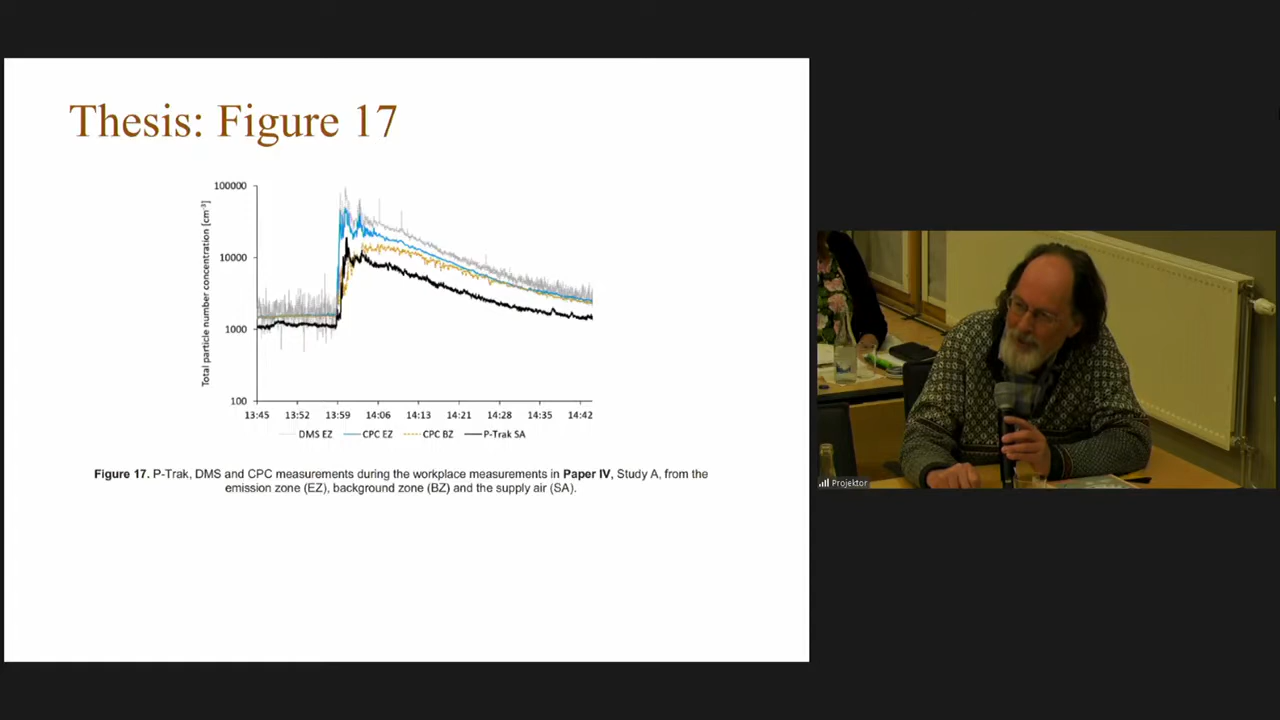 Thesis: Figure 17
Total particle number concentration [cm-3]
100000
10000
1000
100
13:45 13:52 13:59 14:06 14:13 14:21 14:28 14:35 14:42
DMS EZ CPC EZ CPC BZ P-Trak SA
Figure 17. P-Trak, DMS and CPC measurements during the workplace measurements in Paper IV, Study A, from the
emission zone (EZ), background zone (BZ) and the supply air (SA).
Projektor